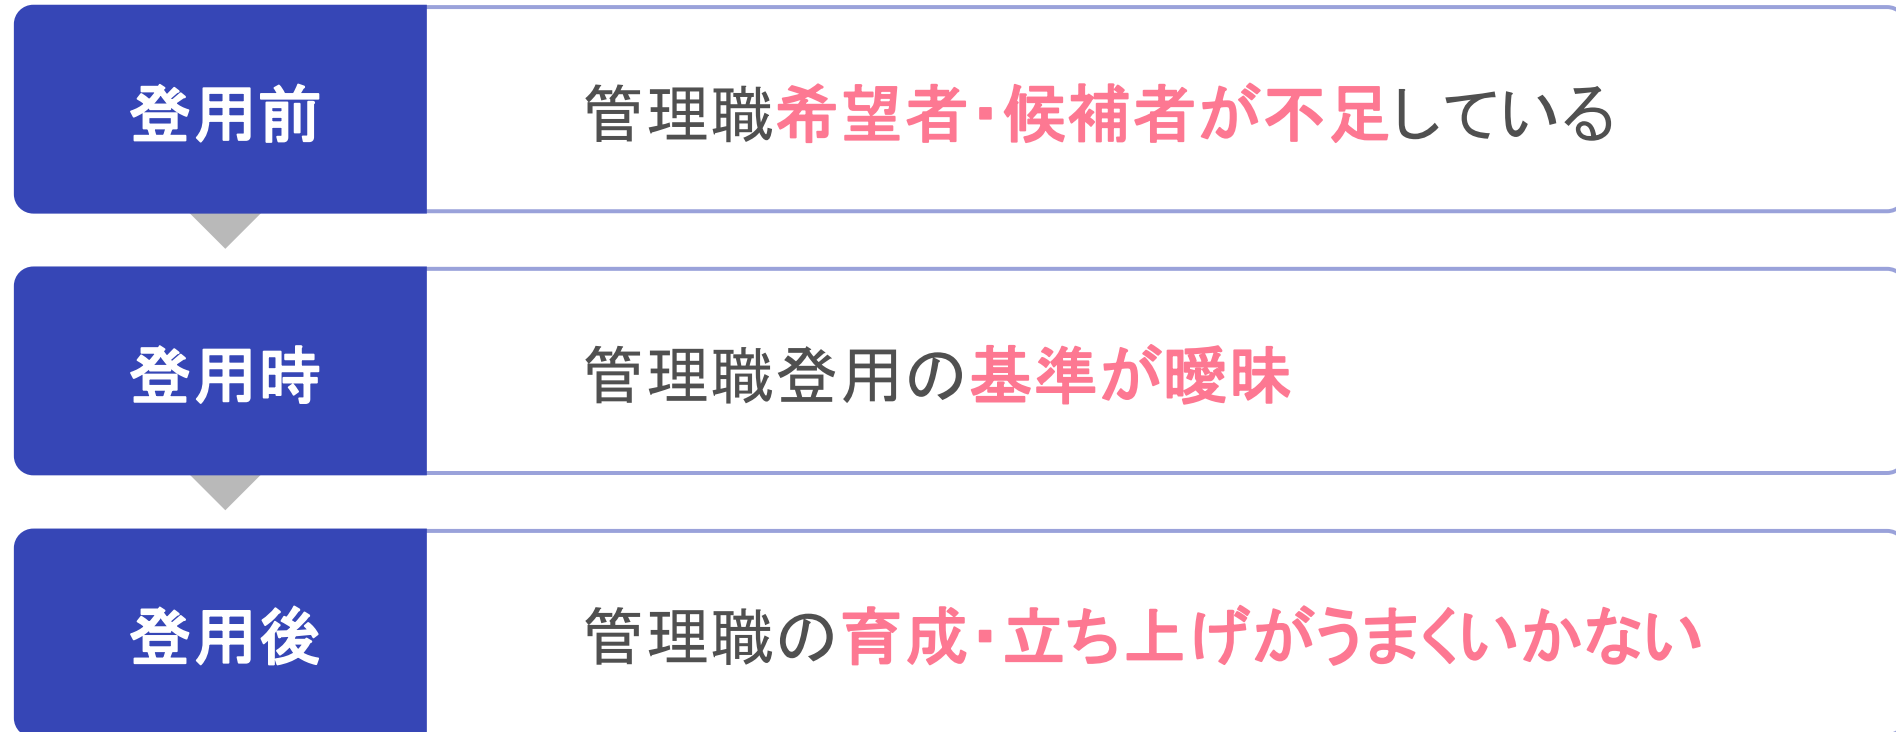 登用前
管理職希望者・候補者が不足している
登用時
管理職登用の基準が曖昧
登用後
管理職の育成・立ち上げがうまくいかない